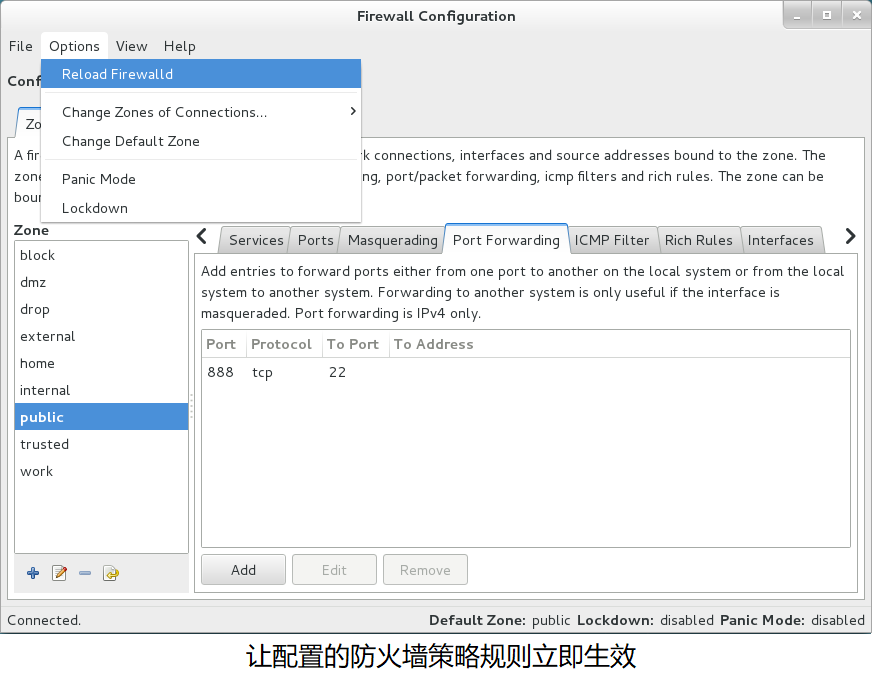 Firewall Configuration
File Options View Help
Reload Firewalld
Conf
Change Zones of Connections...
Zo
Change Default Zone
A fir k connections, interfaces and source addresses bound to the zone. The
zone ng, port/packet forwarding, icmp filters and rich rules. The zone can be
Panic Mode
boun
Lockdown
Zone
Services Ports Masquerading Port Forwarding ICMP Filter Rich Rules Interfaces
block
dmz
drop
external
home
internal
public
trusted
work
Add entries to forward ports either from one port to another on the local system or from the local
system to another system. Forwarding to another system is only useful if the interface is
masqueraded. Port forwarding is IPv4 only.
Port Protocol To Port To Address
888 tcp 22
Add Edit Remove
Connected.
Default Zone: public Lockdown: disabled Panic Mode: disabled
让配置的防火墙策略规则立即生效